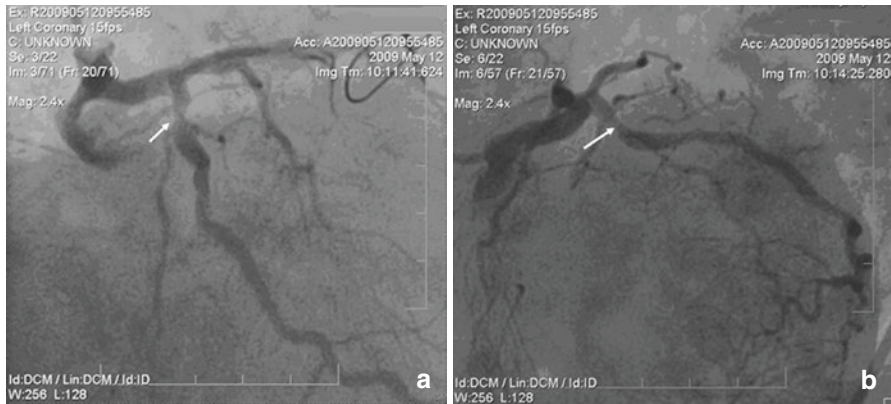 Ex: R200905120955485
Left Coronary 15fps
C: UNKNOWN
Se: 3/22
Im: 3/71 (Fr: 20/71)
Mag: 2.4x
Acc: A200905120955485
2009 May 12
Img Tm: 10:11:41.624
Id:DCM / Lin:DCM / Id:ID
W:256 L:128
a
Ex: R200905120955485
Left Coronary 15fps
C: UNKNOWN
Se: 6/22
Im: 6/57 (Fr: 21/57)
Mag: 2.4x
Acc: A200905120955485
2009 May 12
Img Tm: 10:14:25.280
Id:DCM / Lin:DCM / Id:ID
W:256 L:128
b